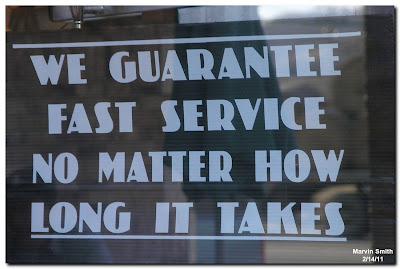 WE GUARANTEE
FAST SERVICE
NO MATTER HOW
LONG IT TAKES
Marvin Smith
2/14/11